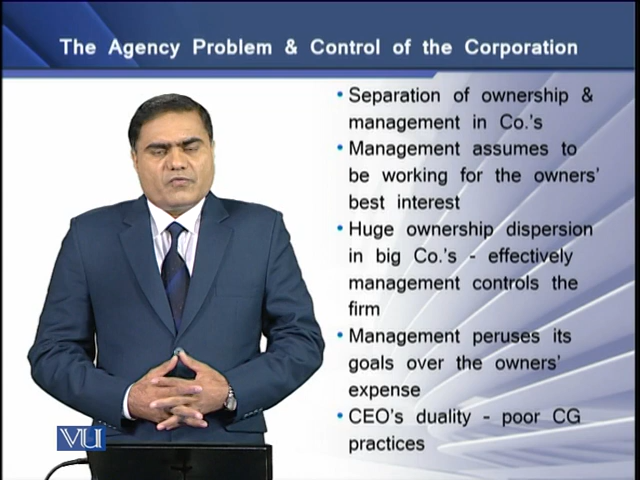 The Agency Problem & Control of the Corporation
• Separation of ownership &
management in Co.'s
• Management assumes to
be working for the owners'
best interest
• Huge ownership dispersion
in big Co.'s - effectively
management controls the
firm
• Management peruses its
goals over the owners'
expense
• CEO's duality - poor CG
practices
VU